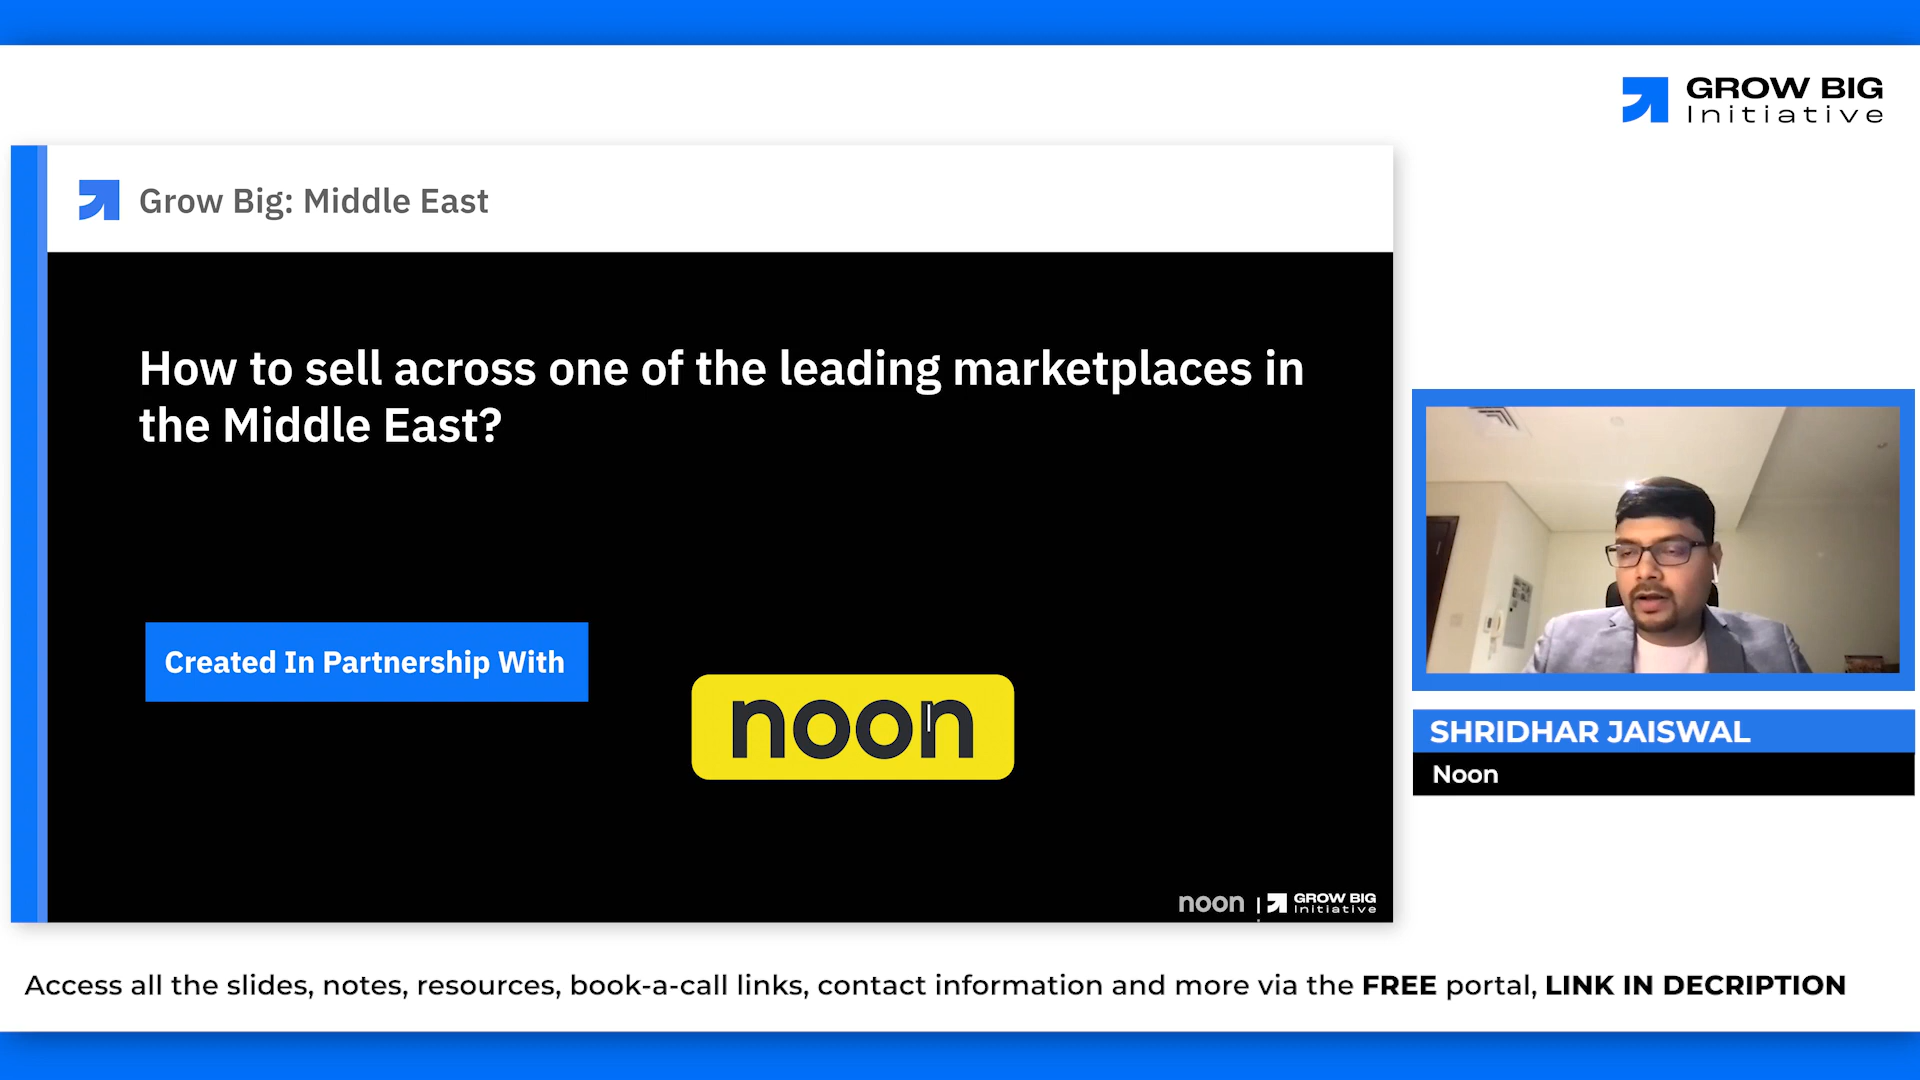 GROW BIG
Initiative
Grow Big: Middle East
How to sell across one of the leading marketplaces in
the Middle East?
Created In Partnership With
noon
noon | GROW BIG
Initiative
SHRIDHAR JAISWAL
Noon
Access all the slides, notes, resources, book-a-call links, contact information and more via the FREE portal, LINK IN DECRIPTION